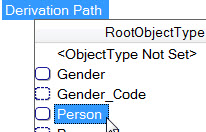 Derivation Path
RootObjectType
<ObjectType Not Set>
Gender
Gender_Code
Person